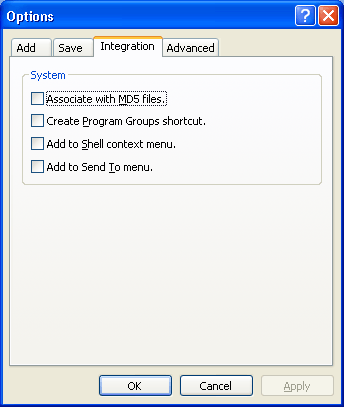 Options
Add Save Integration Advanced
System
Associate with MD5 files.
Create Program Groups shortcut.
Add to Shell context menu.
Add to Send To menu.
OK Cancel Apply